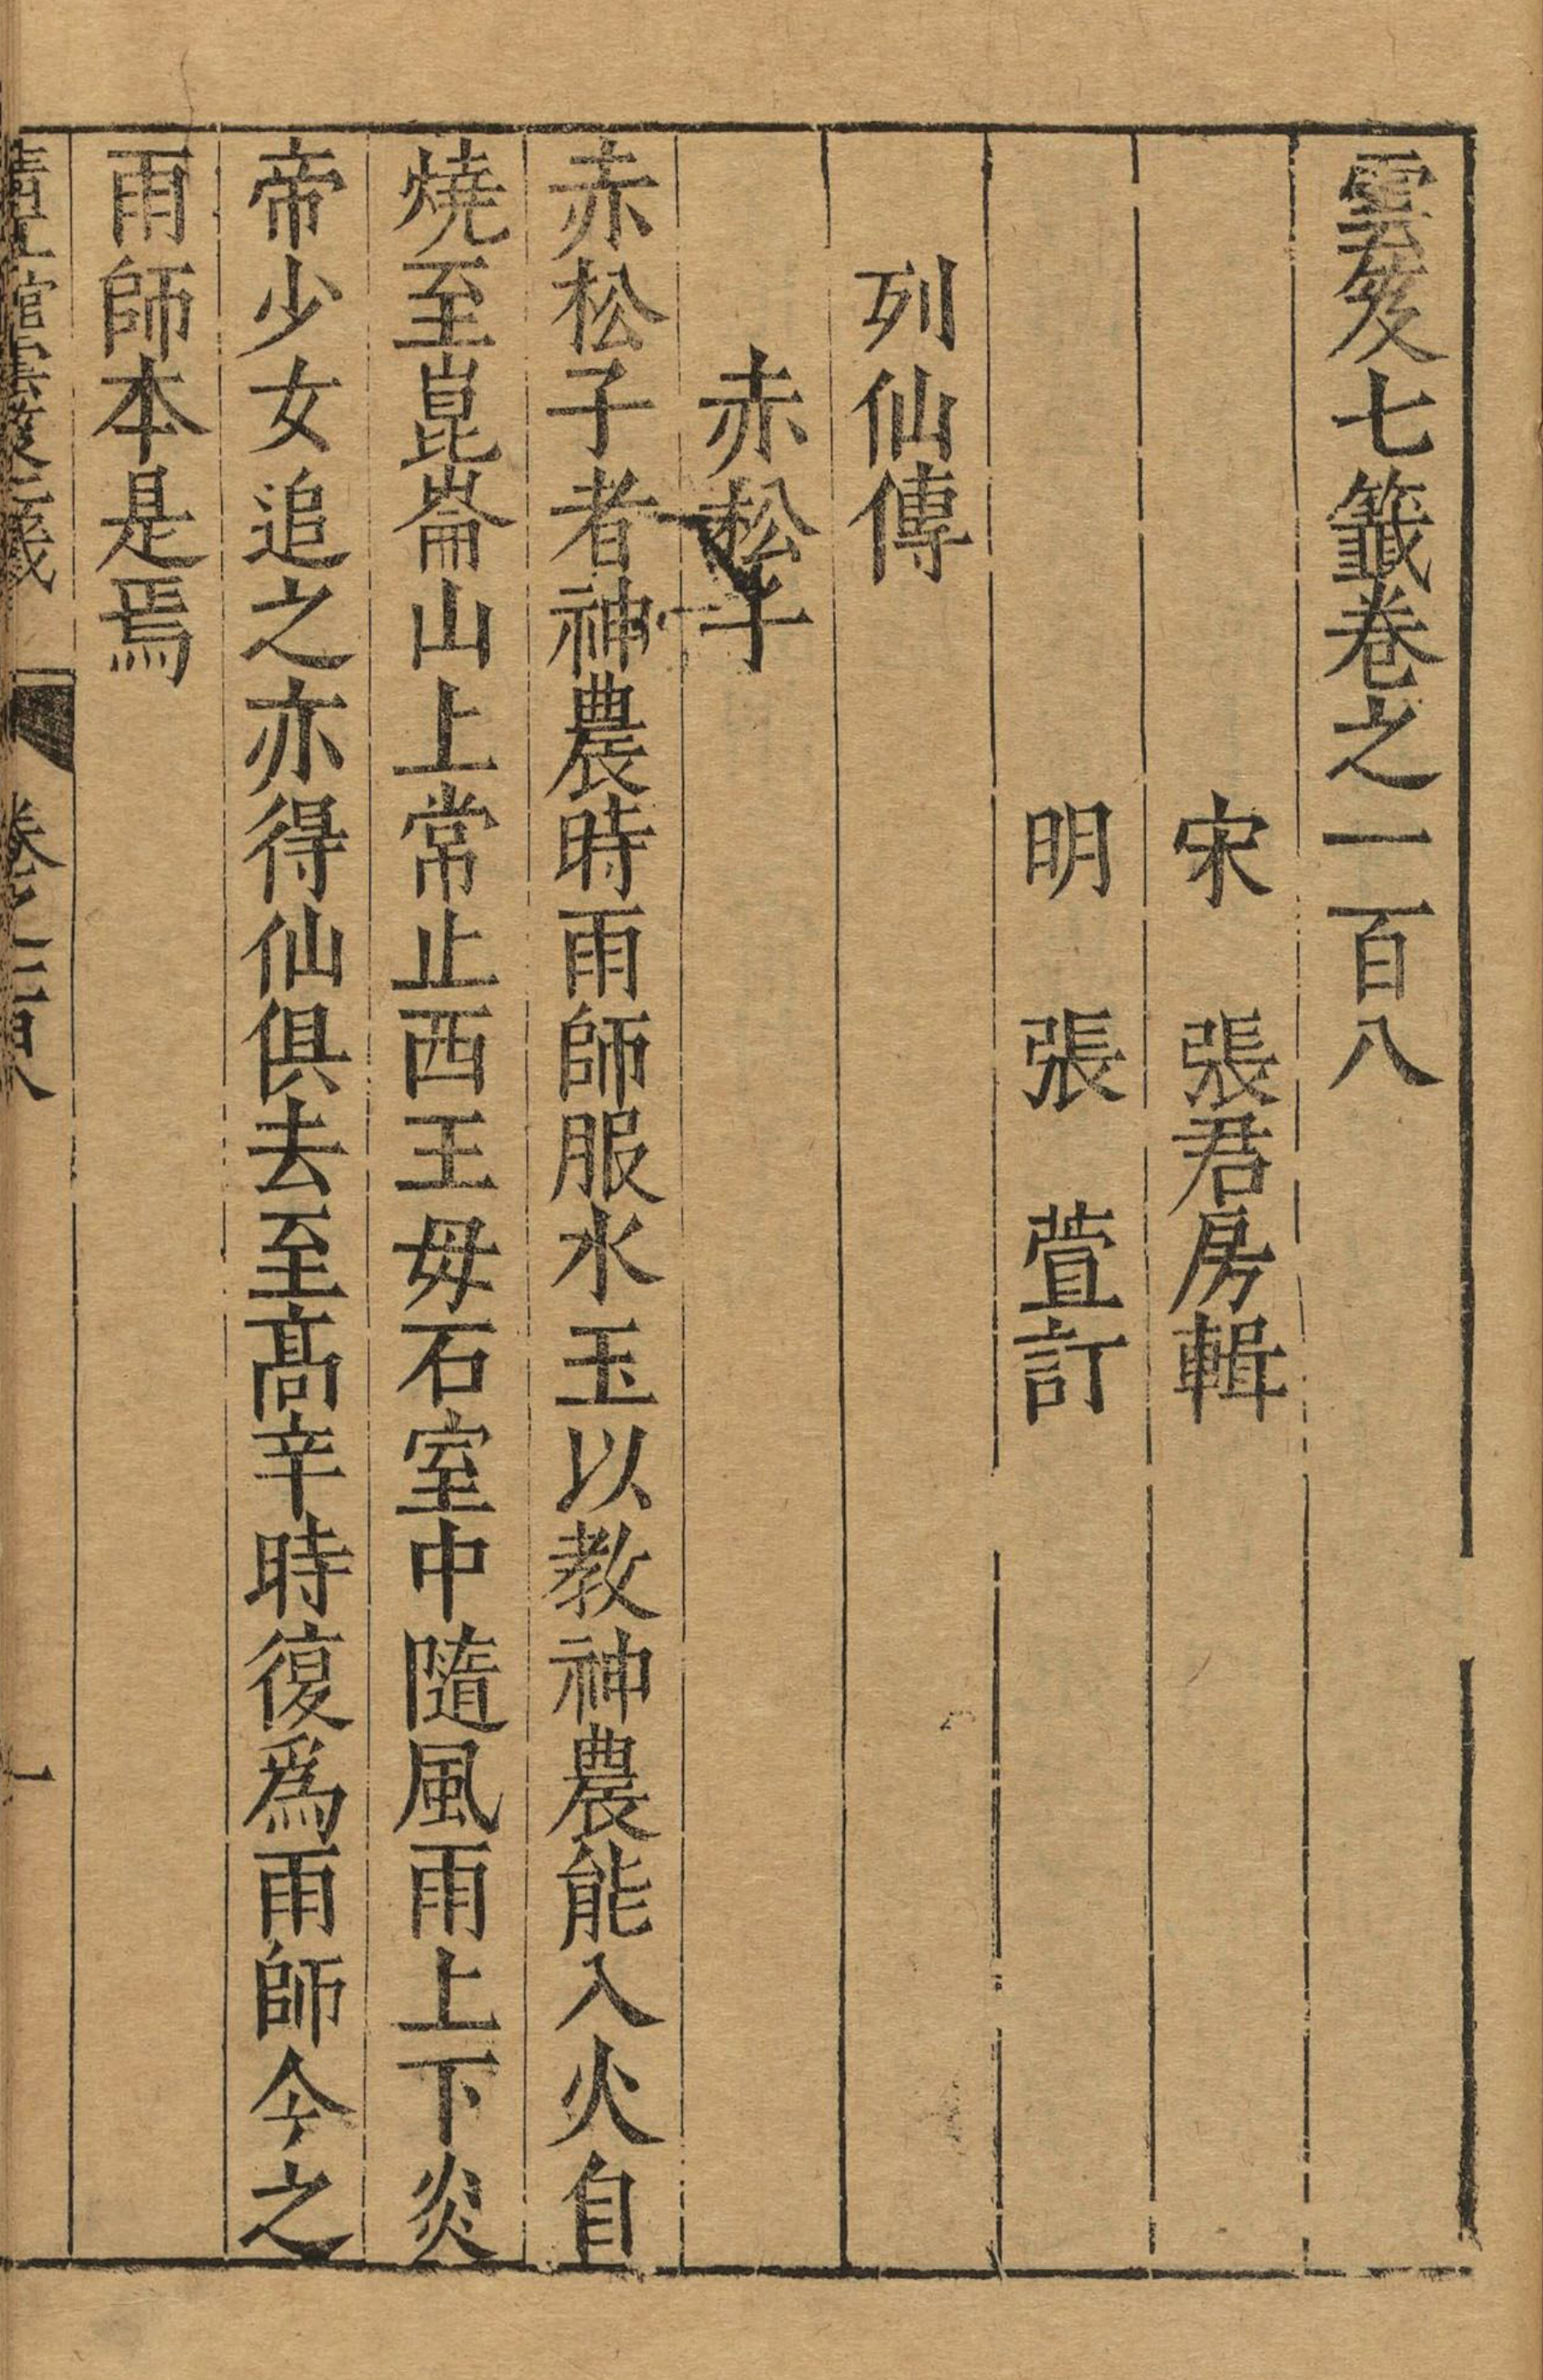 雲笈七籤卷之一百八
宋 張君房輯
明 張 萱訂
列仙傳
赤松子
赤松子者神農時雨師服水玉以教神農能入火自
燒至崑崙山上常止西王母石室中隨風雨上下炎
帝少女追之亦得仙俱去至高辛時復為雨師今之
雨師本是焉
卷之一百八
一